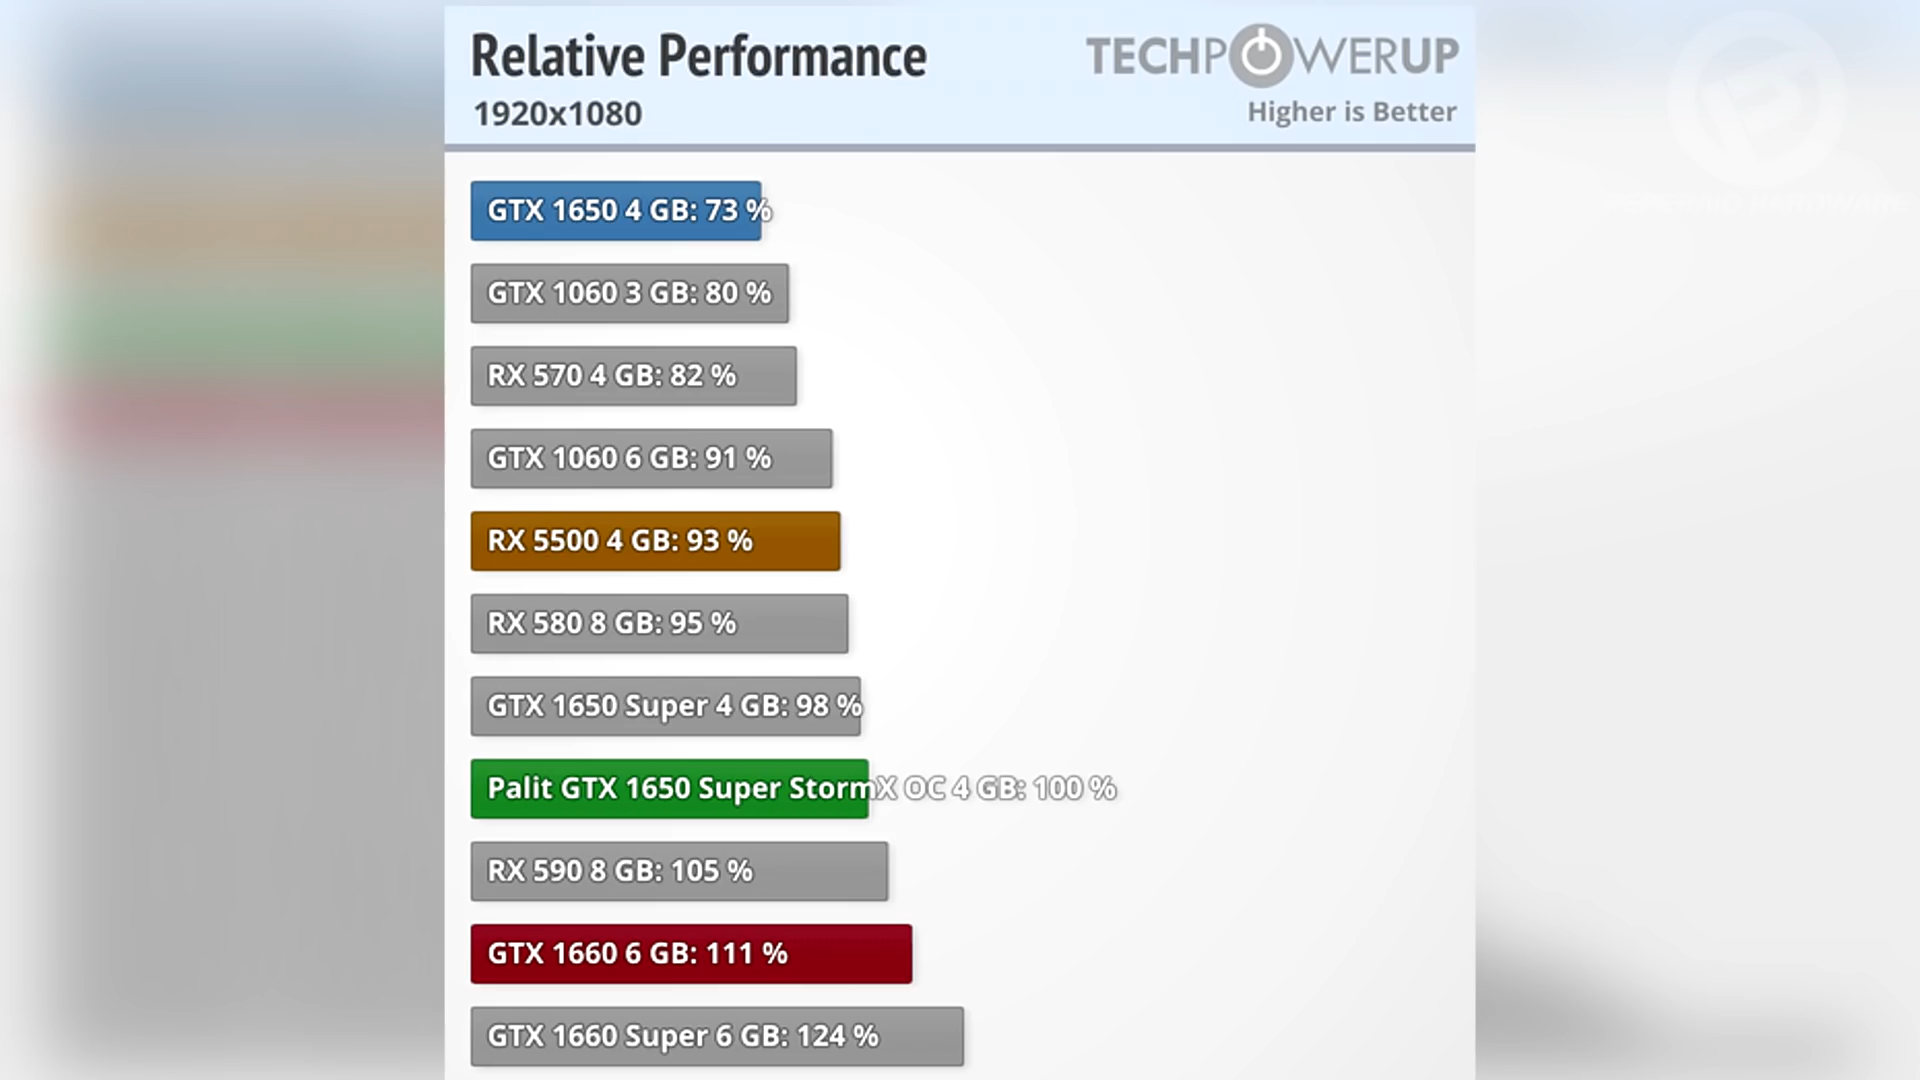 Relative Performance
TECHPOWERUP
1920x1080
Higher is Better
GTX 1650 4 GB: 73 %
GTX 1060 3 GB: 80 %
RX 570 4 GB: 82 %
GTX 1060 6 GB: 91 %
RX 5500 4 GB: 93 %
RX 580 8 GB: 95 %
GTX 1650 Super 4 GB: 98 %
Palit GTX 1650 Super StormX OC 4 GB: 100 %
RX 590 8 GB: 105 %
GTX 1660 6 GB: 111 %
GTX 1660 Super 6 GB: 124 %